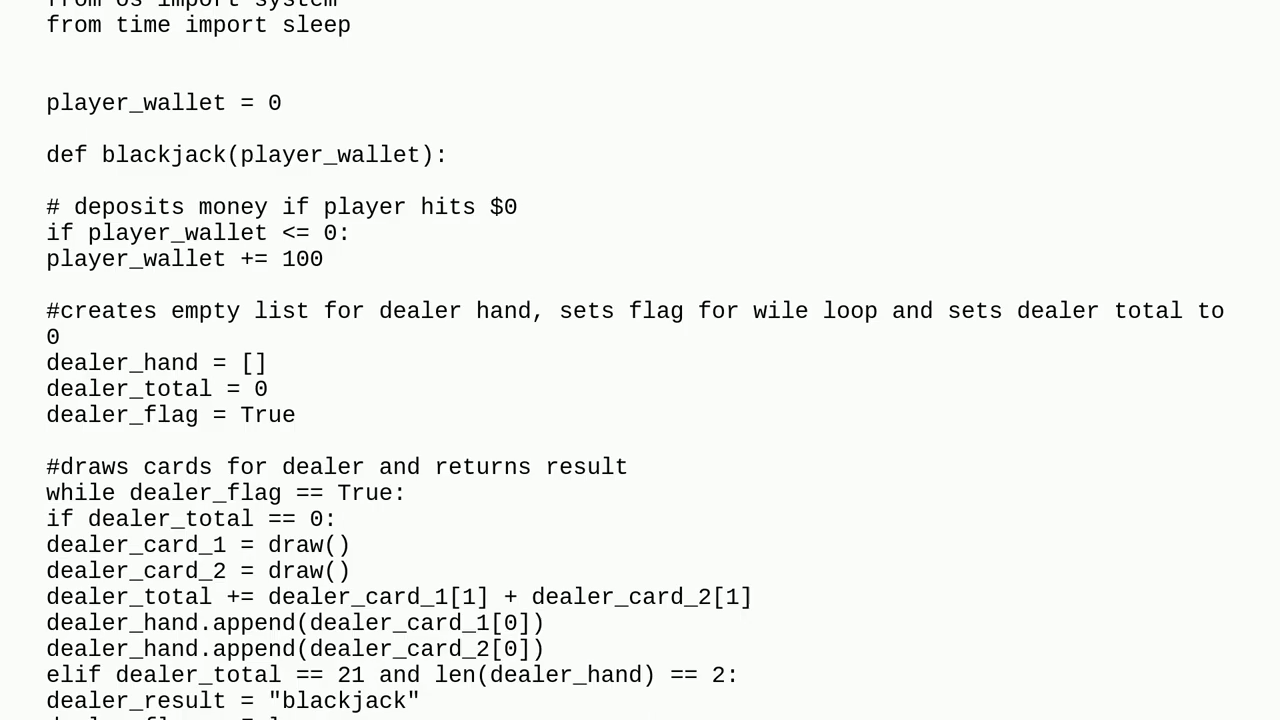 from os import system
from time import sleep
player_wallet = 0
def blackjack(player_wallet):
# deposits money if player hits $0
if player_wallet <= 0:
player_wallet += 100
#creates empty list for dealer hand, sets flag for wile loop and sets dealer total to
0
dealer_hand = []
dealer_total = 0
dealer_flag = True
#draws cards for dealer and returns result
while dealer_flag == True:
if dealer_total == 0:
dealer_card_1 = draw()
dealer_card_2 = draw()
dealer_total += dealer_card_1[1] + dealer_card_2[1]
dealer_hand.append(dealer_card_1[0])
dealer_hand.append(dealer_card_2[0])
elif dealer_total == 21 and len(dealer_hand) == 2:
dealer_result = "blackjack"